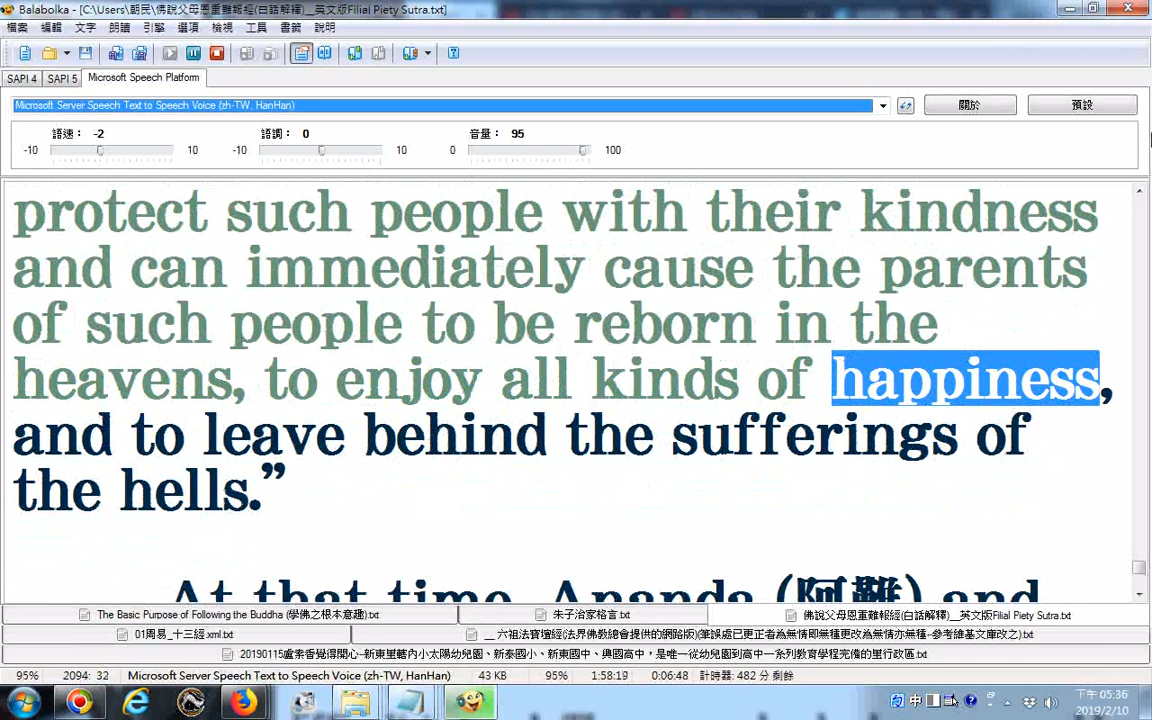 Balabolka - [C:\Users\朝民\佛說父母恩重難報經(白話解釋)__英文版Filial Piety Sutra.txt]
檔案 編輯 文字 朗讀 引擎 選項 檢視 工具 書籤 說明
SAPI 4 SAPI 5 Microsoft Speech Platform
Microsoft Server Speech Text to Speech Voice (zh-TW, HanHan) 關於 預設
語速： -2 語調： 0 音量： 95
-10 10 -10 10 0 100
protect such people with their kindness
and can immediately cause the parents
of such people to be reborn in the
heavens, to enjoy all kinds of happiness,
and to leave behind the sufferings of
the hells.”
At that time, Ananda (阿難) and
The Basic Purpose of Following the Buddha (學佛之根本意趣).txt 朱子治家格言.txt 佛說父母恩重難報經(白話解釋)__英文版Filial Piety Sutra.txt
01周易_十三經.xml.txt __六祖法寶壇經(法界佛教總會提供的網路版)(筆誤處已更正者為無情即無種更改為無情亦無種-參考維基文庫改之).txt
20190115盧素香覺得開心--新東里轄內小太陽幼兒園、新泰國小、新東國中、興國高中，是唯一從幼兒園到高中一系列教育學程完備的里行政區.txt
95% 2094: 32 Microsoft Server Speech Text to Speech Voice (zh-TW, HanHan) 43 KB 95% 1:58:19 0:06:48 計時器: 482 分 剩餘
中 下午 05:36
2019/2/10